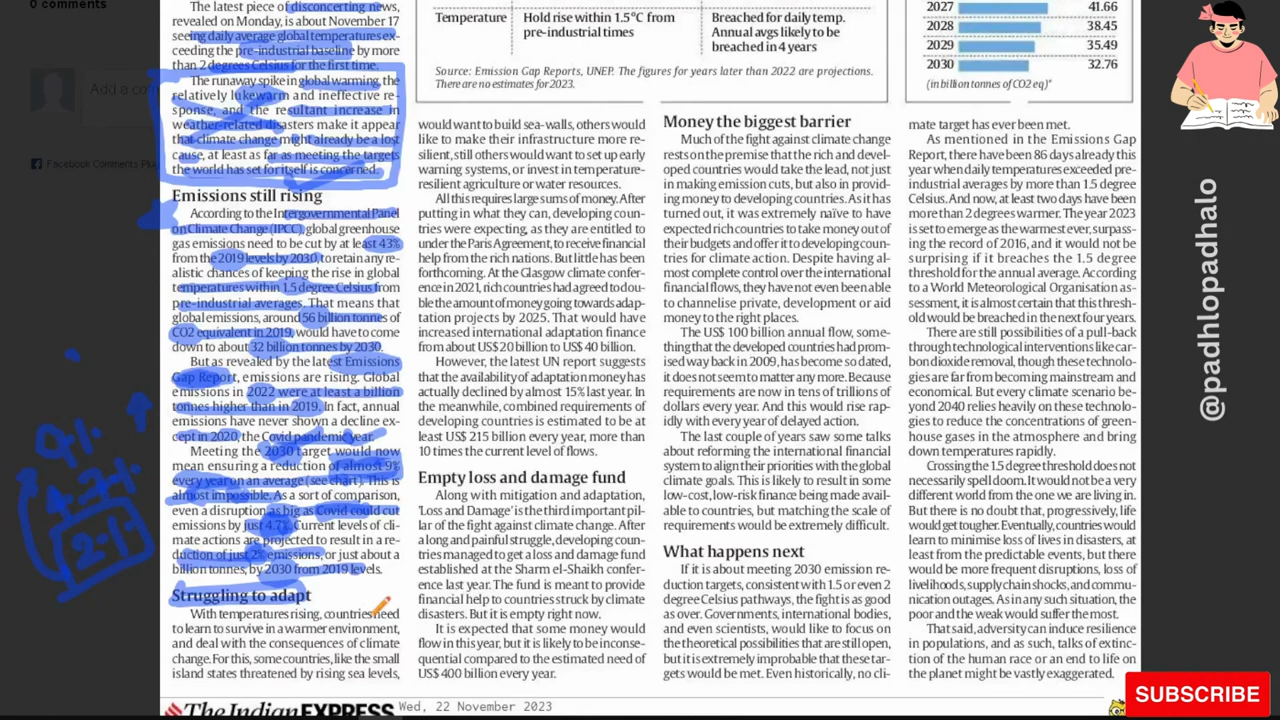 0 comments
Add a co
Facebook Comments Plu
The latest piece of disconcerting news,
revealed on Monday, is about November 17
seeing daily average global temperatures ex-
ceeding the pre-industrial baseline by more
than 2 degrees Celsius for the first time.
The runaway spike in global warming, the
relatively lukewarm and ineffective re-
sponse, and the resultant increase in
weather-related disasters make it appear
that climate change might already be a lost
cause, at least as far as meeting the targets
the world has set for itself is concerned.
Emissions still rising
According to the Intergovernmental Panel
on Climate Change (IPCC), global greenhouse
gas emissions need to be cut by at least 43%
from the 2019 levels by 2030, to retain any re-
alistic chances of keeping the rise in global
temperatures within 1.5 degree Celsius from
pre-industrial averages. That means that
global emissions, around 56 billion tonnes of
CO2 equivalent in 2019, would have to come
down to about 32 billion tonnes by 2030.
But as revealed by the latest Emissions
Gap Report, emissions are rising. Global
emissions in 2022 were at least a billion
tonnes higher than in 2019. In fact, annual
emissions have never shown a decline ex-
cept in 2020, the Covid pandemic year.
Meeting the 2030 target would now
mean ensuring a reduction of almost 9%
every year on an average (see chart). This is
almost impossible. As a sort of comparison,
even a disruption as big as Covid could cut
emissions by just 4.7%. Current levels of cli-
mate actions are projected to result in a re-
duction of just 2% emissions, or just about a
billion tonnes, by 2030 from 2019 levels.
Struggling to adapt
With temperatures rising, countries need
to learn to survive in a warmer environment,
and deal with the consequences of climate
change. For this, some countries, like the small
island states threatened by rising sea levels,
9%
2.1
Temperature
Hold rise within 1.5°C from
pre-industrial times
Breached for daily temp.
Annual avgs likely to be
breached in 4 years
Source: Emission Gap Reports, UNEP. The figures for years later than 2022 are projections.
There are no estimates for 2023.
2027 41.66
2028 38.45
2029 35.49
2030 32.76
(in billion tonnes of CO2 eq)*
would want to build sea walls, others would
like to make their infrastructure more re-
silient, still others would want to set up early
warning systems, or invest in temperature-
resilient agriculture or water resources.
All this requires large sums of money. After
putting in what they can, developing coun-
tries were expecting, as they are entitled to
under the Paris Agreement, to receive financial
help from the rich nations. But little has been
forthcoming. At the Glasgow climate confer-
ence in 2021, rich countries had agreed to dou-
ble the amount of money going towards adap-
tation projects by 2025. That would have
increased international adaptation finance
from about US$ 20 billion to US$ 40 billion.
However, the latest UN report suggests
that the availability of adaptation money has
actually declined by almost 15% last year. In
the meanwhile, combined requirements of
developing countries is estimated to be at
least US$ 215 billion every year, more than
10 times the current level of flows.
Empty loss and damage fund
Along with mitigation and adaptation,
'Loss and Damage' is the third important pil-
lar of the fight against climate change. After
a long and painful struggle, developing coun-
tries managed to get a loss and damage fund
established at the Sharm el-Shaikh confer-
ence last year. The fund is meant to provide
financial help to countries struck by climate
disasters. But it is empty right now.
It is expected that some money would
flow in this year, but it is likely to be inconse-
quential compared to the estimated need of
US$ 400 billion every year.
Money the biggest barrier
Much of the fight against climate change
rests on the premise that the rich and devel-
oped countries would take the lead, not just
in making emission cuts, but also in provid-
ing money to developing countries. As it has
turned out, it was extremely naïve to have
expected rich countries to take money out of
their budgets and offer it to developing coun-
tries for climate action. Despite having al-
most complete control over the international
financial flows, they have not even been able
to channelise private, development or aid
money to the right places.
The US$ 100 billion annual flow, some-
thing that the developed countries had prom-
ised way back in 2009, has become so dated,
it does not seem to matter any more. Because
requirements are now in tens of trillions of
dollars every year. And this would rise rap-
idly with every year of delayed action.
The last couple of years saw some talks
about reforming the international financial
system to align their priorities with the global
climate goals. This is likely to result in some
low-cost, low-risk finance being made avail-
able to countries, but matching the scale of
requirements would be extremely difficult.
What happens next
If it is about meeting 2030 emission re-
duction targets, consistent with 1.5 or even 2
degree Celsius pathways, the fight is as good
as over. Governments, international bodies,
and even scientists, would like to focus on
the theoretical possibilities that are still open,
but it is extremely improbable that these tar-
gets would be met. Even historically, no cli-
mate target has ever been met.
As mentioned in the Emissions Gap
Report, there have been 86 days already this
year when daily temperatures exceeded pre-
industrial averages by more than 1.5 degree
Celsius. And now, at least two days have been
more than 2 degrees warmer. The year 2023
is set to emerge as the warmest ever, surpass-
ing the record of 2016, and it would not be
surprising if it breaches the 1.5 degree
threshold for the annual average. According
to a World Meteorological Organisation as-
sessment, it is almost certain that this thresh-
old would be breached in the next four years.
There are still possibilities of a pull-back
through technological interventions like car-
bon dioxide removal, though these technolo-
gies are far from becoming mainstream and
economical. But every climate scenario be-
yond 2040 relies heavily on these technolo-
gies to reduce the concentrations of green-
house gases in the atmosphere and bring
down temperatures rapidly.
Crossing the 1.5 degree threshold does not
necessarily spell doom. It would not be a very
different world from the one we are living in.
But there is no doubt that, progressively, life
would get tougher. Eventually, countries would
learn to minimise loss of lives in disasters, at
least from the predictable events, but there
would be more frequent disruptions, loss of
livelihoods, supply chain shocks, and commu-
nication outages. As in any such situation, the
poor and the weak would suffer the most.
That said, adversity can induce resilience
in populations, and as such, talks of extinc-
tion of the human race or an end to life on
the planet might be vastly exaggerated.
@padhlopadhalo
SUBSCRIBE
The Indian EXPRESS
Wed, 22 November 2023